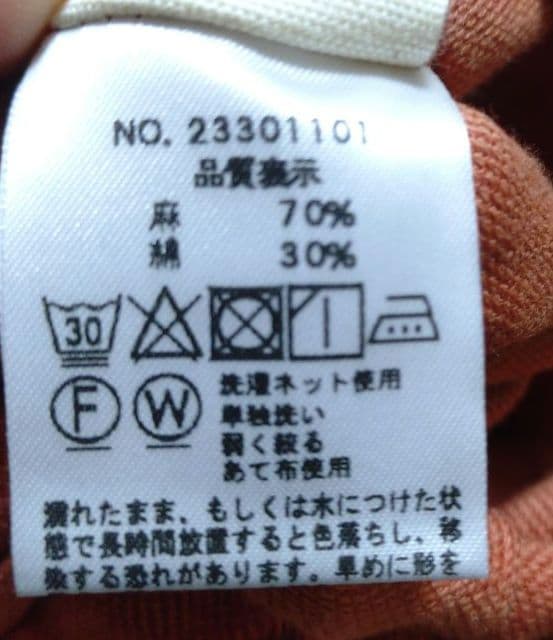 NO. 23301101
品質表示
麻 70%
綿 30%
30
F W
洗濯ネット使用
単独洗い
弱く絞る
あて布使用
濡れたまま、もしくは水につけた状
態で長時間放置すると色落ちし、移
染する恐れがあります。早めに形を